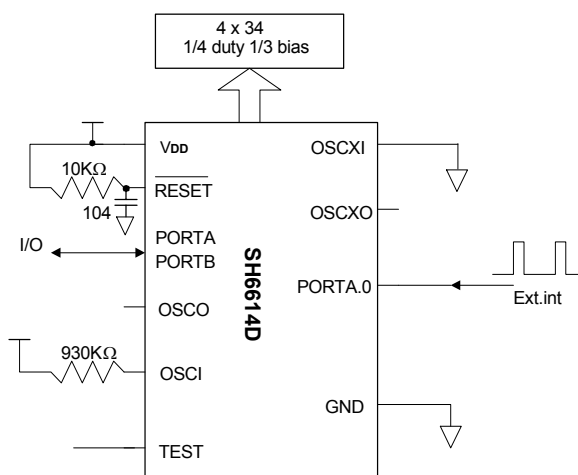 4 x 34
1/4 duty 1/3 bias
VDD
OSCXI
10KΩ
RESET
104
OSCXO
I/O
PORTA
PORTB
SH6614D
PORTA.0
Ext.int
OSCO
930KΩ
OSCI
GND
TEST